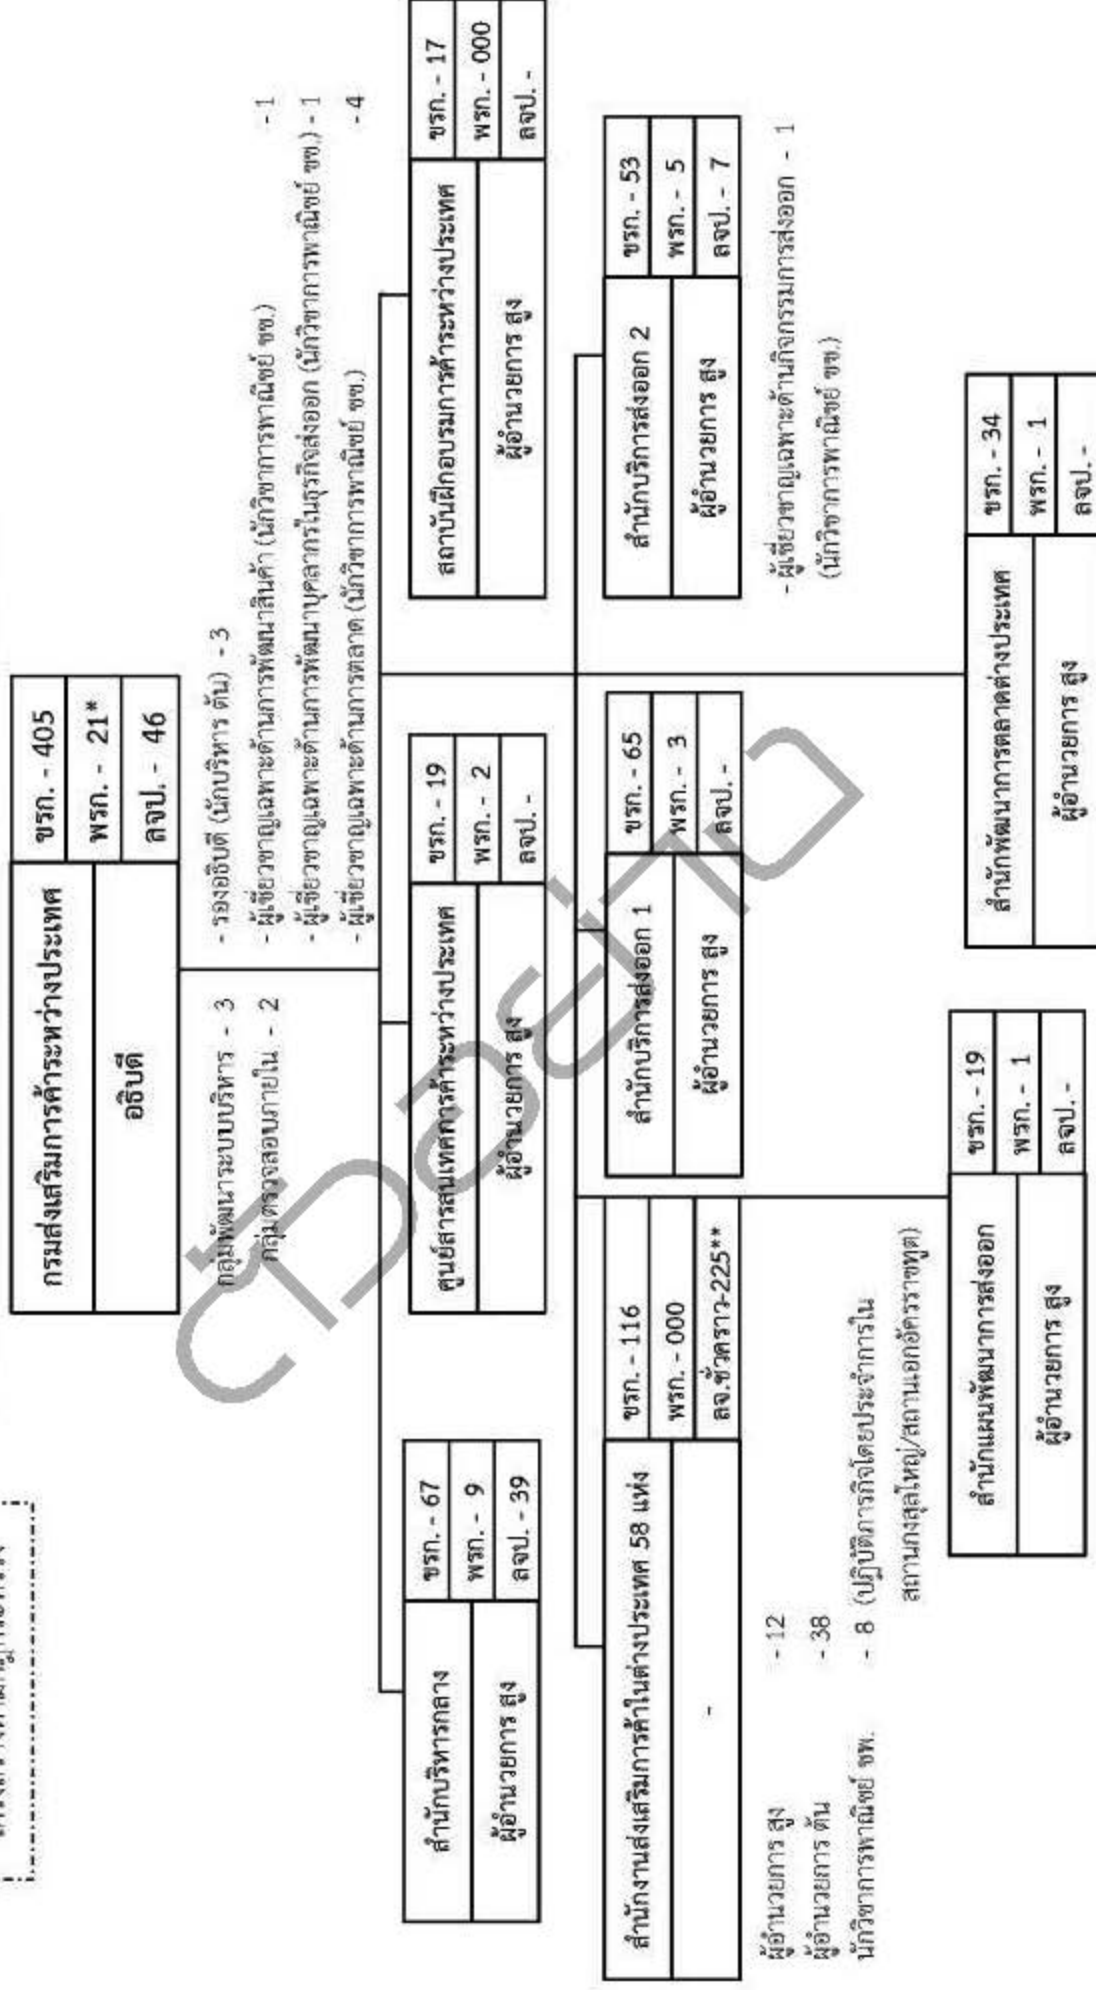 กรมส่งเสริมการค้าระหว่างประเทศ
อธิบดี
ขรก. - 405
พรก. - 21*
ลจป. - 46
กลุ่มพัฒนาระบบบริหาร - 3
กลุ่มตรวจสอบภายใน - 2
- รองอธิบดี (นักบริหาร ต้น) - 3
- ผู้เชี่ยวชาญเฉพาะด้านการพัฒนาสินค้า (นักวิชาการพาณิชย์ ชช.) - 1
- ผู้เชี่ยวชาญเฉพาะด้านการพัฒนาบุคลากรในธุรกิจส่งออก (นักวิชาการพาณิชย์ ชช.) - 1
- ผู้เชี่ยวชาญเฉพาะด้านการตลาด (นักวิชาการพาณิชย์ ชช.) - 4
สำนักบริหารกลาง
ผู้อำนวยการ สูง
ขรก. - 67
พรก. - 9
ลจป. - 39
ศูนย์สารสนเทศการค้าระหว่างประเทศ
ผู้อำนวยการ สูง
ขรก. - 19
พรก. - 2
ลจป. -
สถาบันฝึกอบรมการค้าระหว่างประเทศ
ผู้อำนวยการ สูง
ขรก. - 17
พรก. - 000
ลจป. -
สำนักงานส่งเสริมการค้าในต่างประเทศ 58 แห่ง
-
ขรก. - 116
พรก. - 000
ลจ.ชั่วคราว-225**
สำนักบริการส่งออก 1
ผู้อำนวยการ สูง
ขรก. - 65
พรก. - 3
ลจป. -
สำนักบริการส่งออก 2
ผู้อำนวยการ สูง
ขรก. - 53
พรก. - 5
ลจป. - 7
ผู้อำนวยการ สูง - 12
ผู้อำนวยการ ต้น - 38
นักวิชาการพาณิชย์ ชพ. - 8 (ปฏิบัติภารกิจโดยประจำการใน
สถานกงสุลใหญ่/สถานเอกอัครราชทูต)
- ผู้เชี่ยวชาญเฉพาะด้านกิจกรรมการส่งออก - 1
(นักวิชาการพาณิชย์ ชช.)
สำนักแผนพัฒนาการส่งออก
ผู้อำนวยการ สูง
ขรก. - 19
พรก. - 1
ลจป. -
สำนักพัฒนาการตลาดต่างประเทศ
ผู้อำนวยการ สูง
ขรก. - 34
พรก. - 1
ลจป. -
ตัวอย่าง